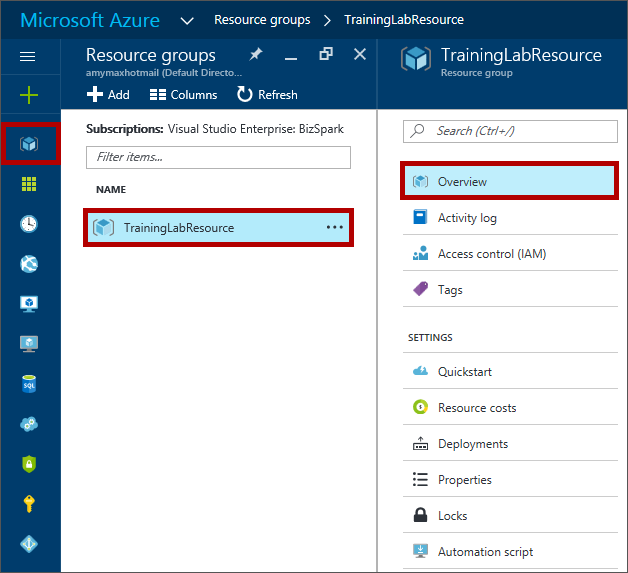 Microsoft Azure
Resource groups > TrainingLabResource
Resource groups
amymaxhotmail (Default Directo...
Add
Columns
Refresh
Subscriptions: Visual Studio Enterprise: BizSpark
Filter items...
NAME
TrainingLabResource
...
TrainingLabResource
Resource group
Search (Ctrl+/)
Overview
Activity log
Access control (IAM)
Tags
SETTINGS
Quickstart
Resource costs
Deployments
Properties
Locks
Automation script
SQL